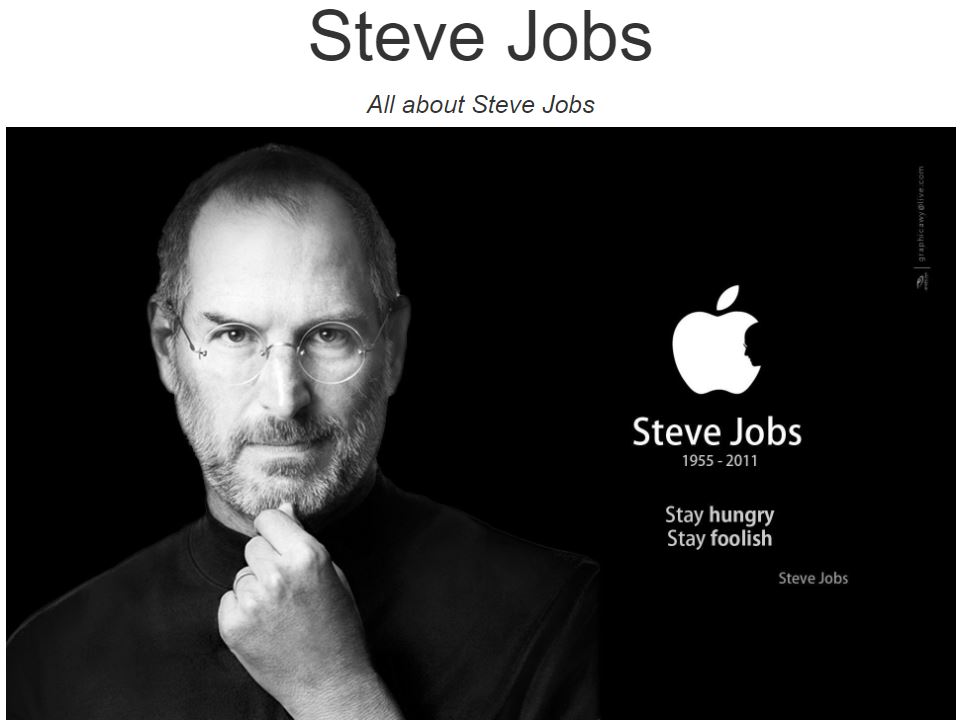 Steve Jobs
All about Steve Jobs
graphicawy@live.com
Steve Jobs
1955 - 2011
Stay hungry
Stay foolish
Steve Jobs